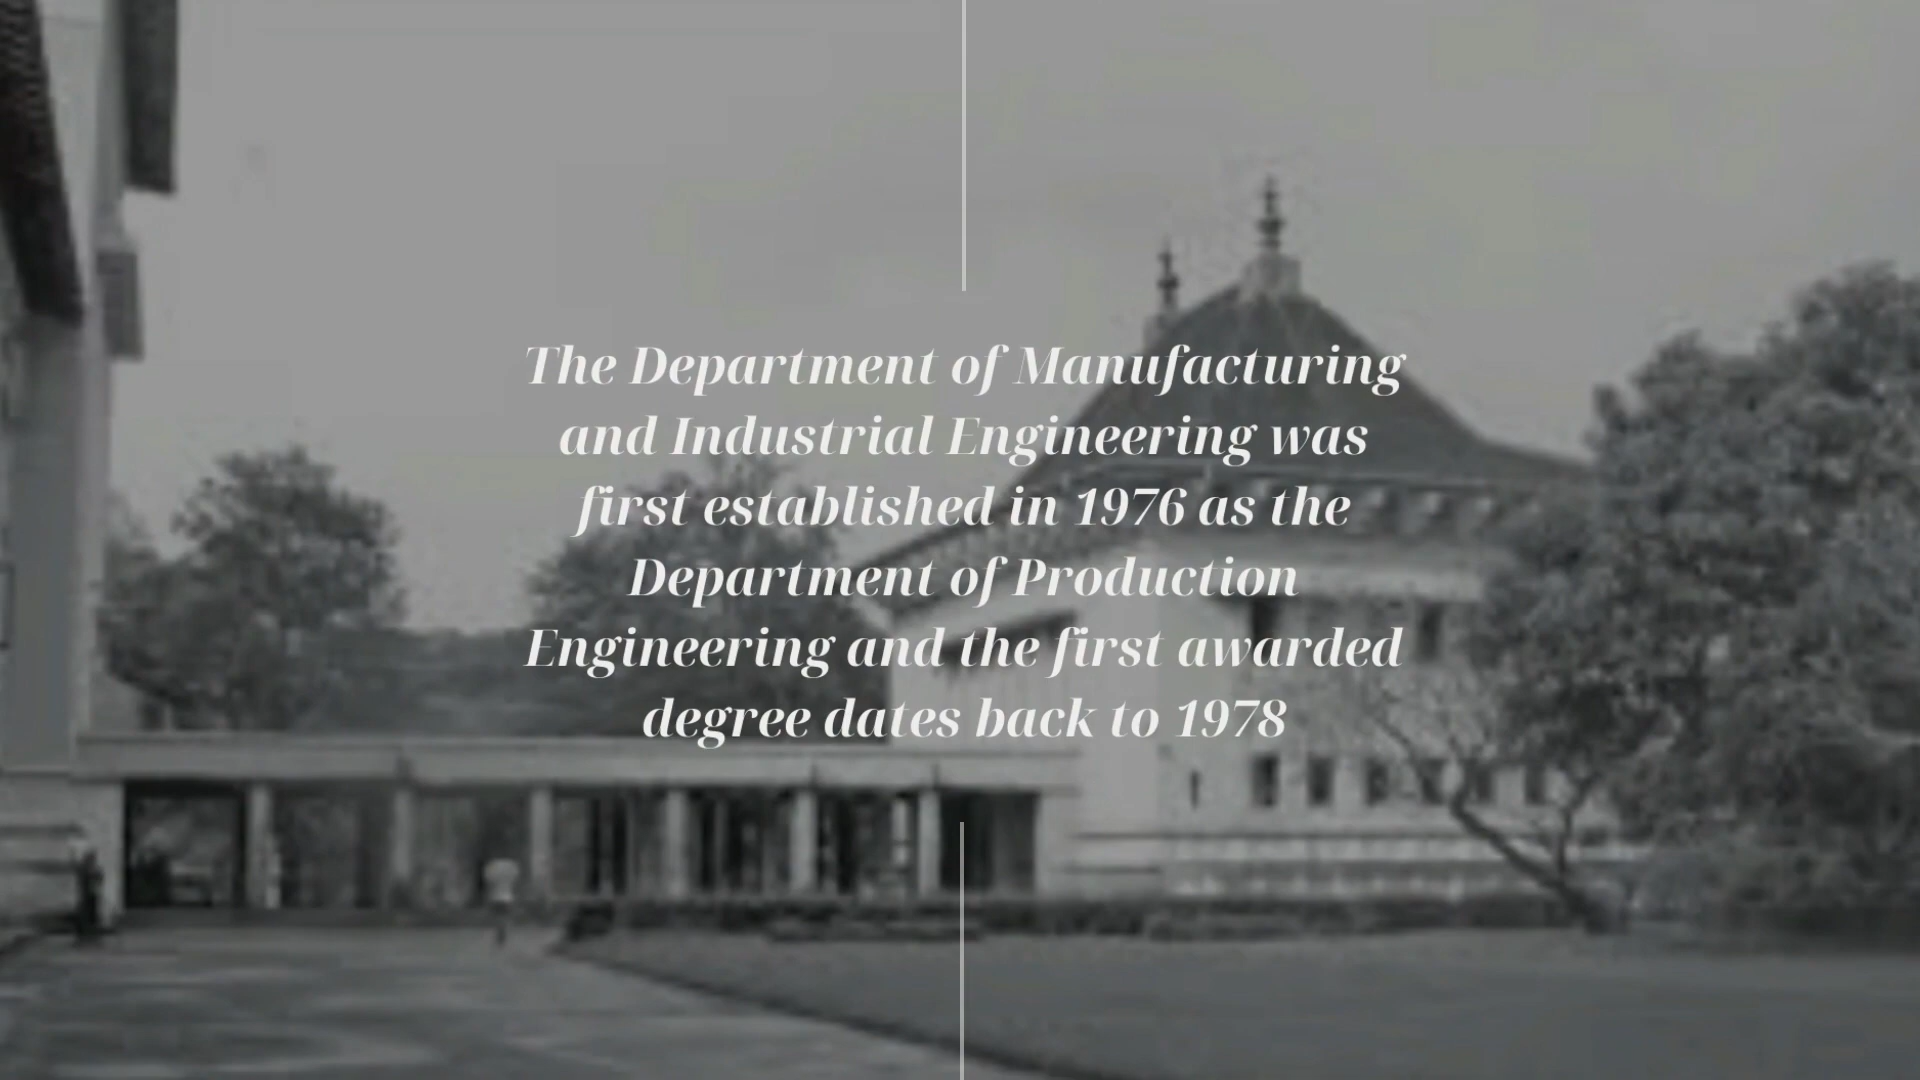 The Department of Manufacturing
and Industrial Engineering was
first established in 1976 as the
Department of Production
Engineering and the first awarded
degree dates back to 1978